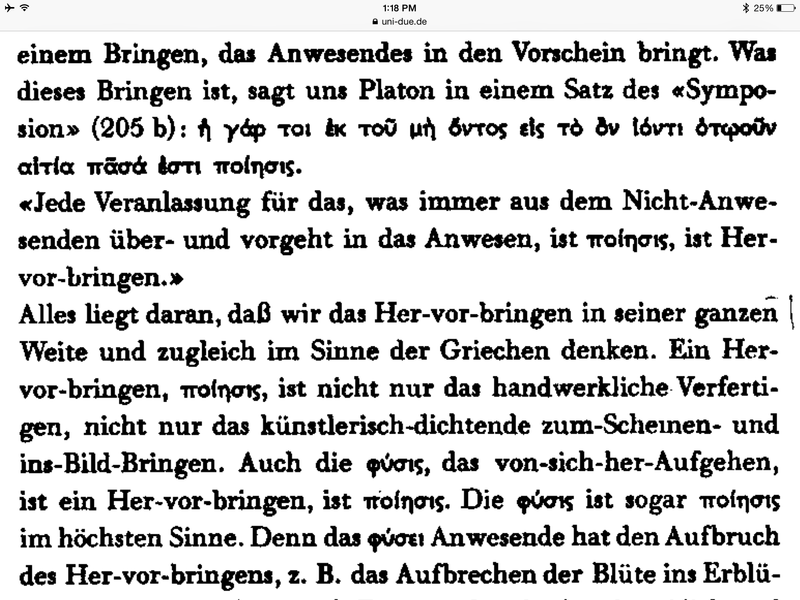 1:18 PM
25%
uni-due.de
einem Bringen, das Anwesendes in den Vorschein bringt. Was
dieses Bringen ist, sagt uns Platon in einem Satz des «Sympo-
sion» (205 b): ἡ γάρ τοι ἐκ τοῦ μὴ ὄντος εἰς τὸ ὂν ἰόντι ὁτῳοῦν
αἰτία πᾶσά ἐστι ποίησις.
«Jede Veranlassung für das, was immer aus dem Nicht-Anwe-
senden über- und vorgeht in das Anwesen, ist ποίησις, ist Her-
vor-bringen.»
Alles liegt daran, daß wir das Her-vor-bringen in seiner ganzen
Weite und zugleich im Sinne der Griechen denken. Ein Her-
vor-bringen, ποίησις, ist nicht nur das handwerkliche Verferti-
gen, nicht nur das künstlerisch-dichtende zum-Scheinen- und
ins-Bild-Bringen. Auch die φύσις, das von-sich-her-Aufgehen,
ist ein Her-vor-bringen, ist ποίησις. Die φύσις ist sogar ποίησις
im höchsten Sinne. Denn das φύσει Anwesende hat den Aufbruch
des Her-vor-bringens, z. B. das Aufbrechen der Blüte ins Erblü-